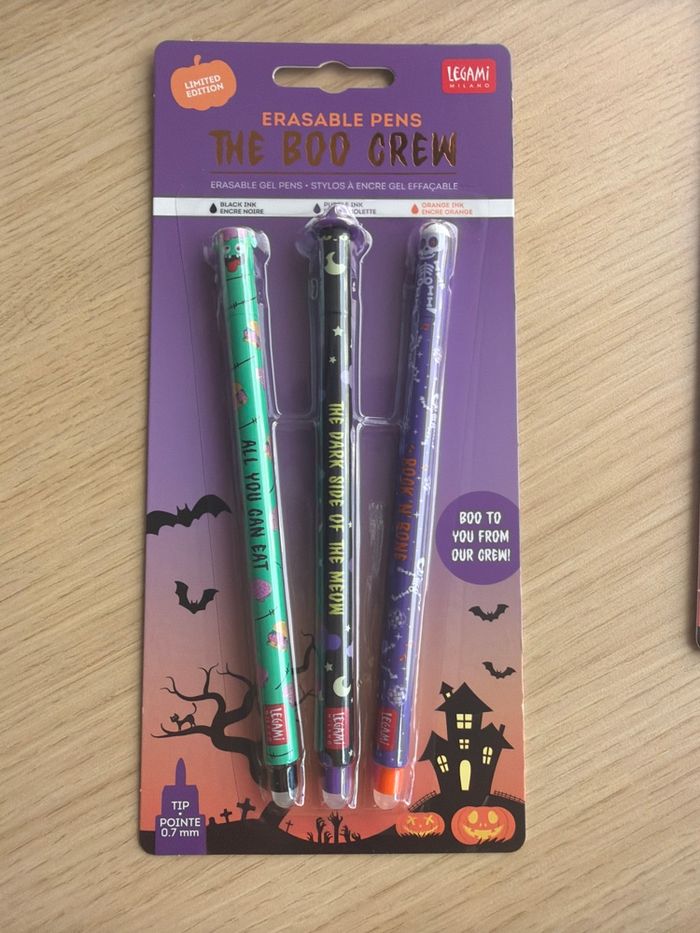 LIMITED
EDITION
LEGAMI
MILANO
ERASABLE PENS
THE BOO CREW
ERASABLE GEL PENS • STYLOS À ENCRE GEL EFFAÇABLE
BLACK INK
ENCRE NOIRE
INK
ORANGE INK
ENCRE ORANGE
ALL YOU CAN EAT
THE DARK SIDE OF THE MEOW
ROCK N' BONE
BOO TO
YOU FROM
OUR CREW!
LEGAMI
LEGAMI
LEGAMI
TIP
•
POINTE
0.7 mm